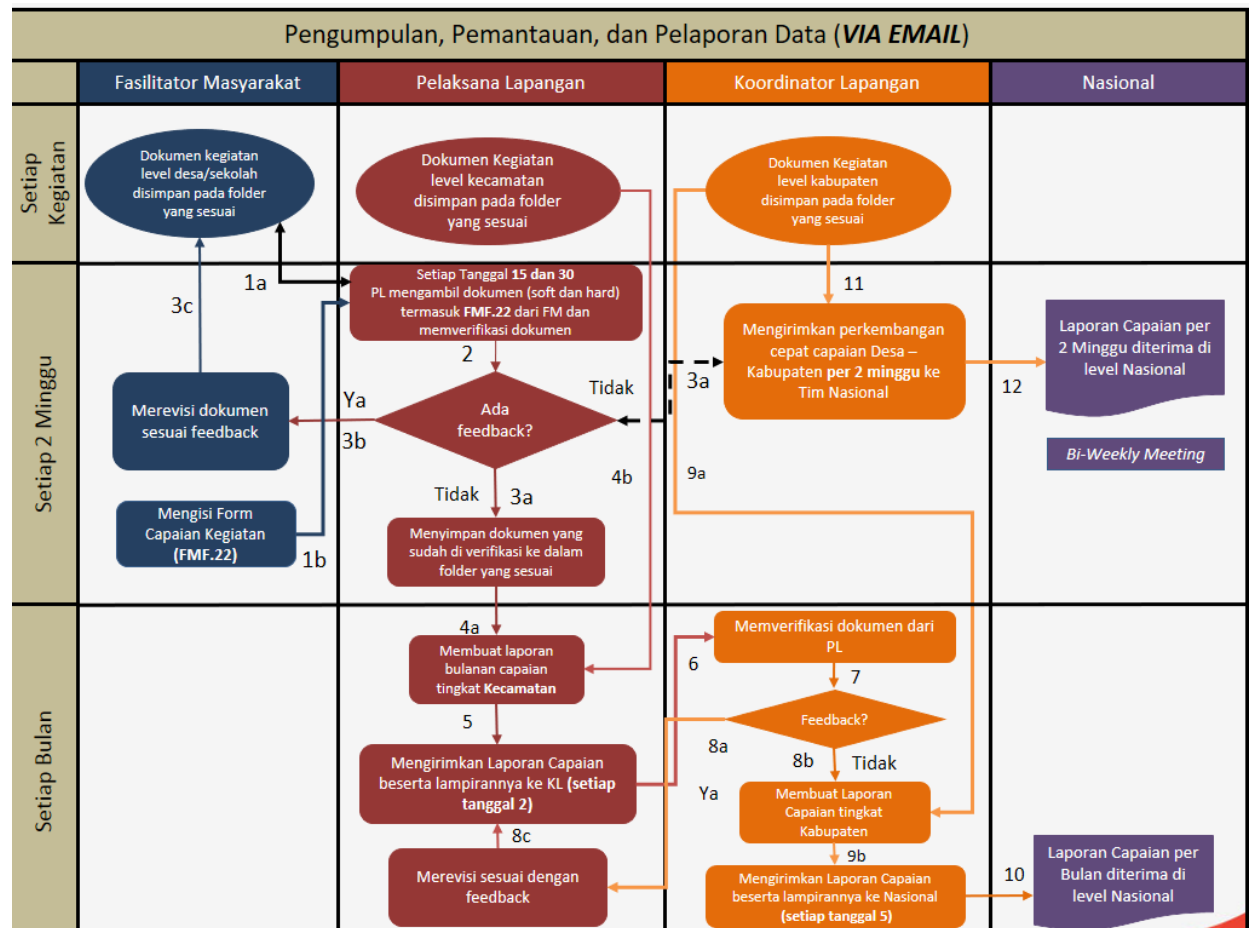 Pengumpulan, Pemantauan, dan Pelaporan Data (VIA EMAIL)
Fasilitator Masyarakat
Pelaksana Lapangan
Koordinator Lapangan
Nasional
Setiap
Kegiatan
Dokumen kegiatan
level desa/sekolah
disimpan pada folder
yang sesuai
Dokumen Kegiatan
level kecamatan
disimpan pada folder
yang sesuai
Dokumen Kegiatan
level kabupaten
disimpan pada folder
yang sesuai
Setiap 2 Minggu
3c
1a
Setiap Tanggal 15 dan 30
PL mengambil dokumen (soft dan hard)
termasuk FMF.22 dari FM dan
memverifikasi dokumen
11
2
Mengirimkan perkembangan
cepat capaian Desa –
Kabupaten per 2 minggu ke
Tim Nasional
Laporan Capaian per
2 Minggu diterima di
level Nasional
12
Merevisi dokumen
sesuai feedback
Ya
3b
Ada
feedback?
Tidak
3a
4b
9a
Bi-Weekly Meeting
Tidak
3a
Mengisi Form
Capaian Kegiatan
(FMF.22)
1b
Menyimpan dokumen yang
sudah di verifikasi ke dalam
folder yang sesuai
Setiap Bulan
4a
Membuat laporan
bulanan capaian
tingkat Kecamatan
6
Memverifikasi dokumen dari
PL
7
5
Feedback?
8a
8b
Tidak
Ya
Mengirimkan Laporan Capaian
beserta lampirannya ke KL (setiap
tanggal 2)
Membuat Laporan
Capaian tingkat
Kabupaten
8c
9b
Merevisi sesuai dengan
feedback
Mengirimkan Laporan Capaian
beserta lampirannya ke Nasional
(setiap tanggal 5)
10
Laporan Capaian per
Bulan diterima di
level Nasional